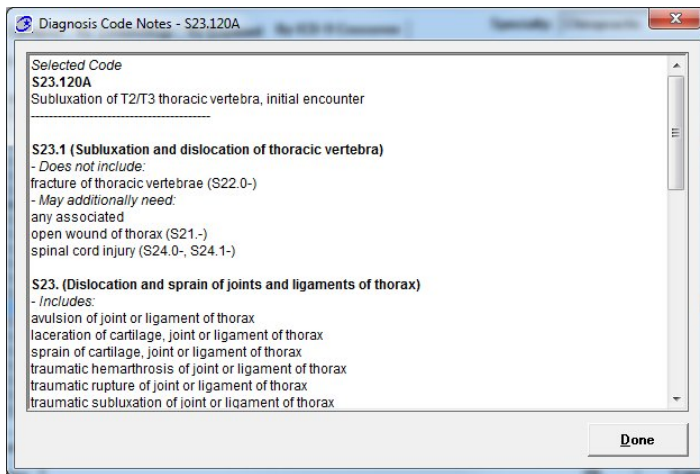 Diagnosis Code Notes - S23.120A
Selected Code
S23.120A
Subluxation of T2/T3 thoracic vertebra, initial encounter
----------------------------------------
S23.1 (Subluxation and dislocation of thoracic vertebra)
- Does not include:
fracture of thoracic vertebrae (S22.0-)
- May additionally need:
any associated
open wound of thorax (S21.-)
spinal cord injury (S24.0-, S24.1-)
S23. (Dislocation and sprain of joints and ligaments of thorax)
- Includes:
avulsion of joint or ligament of thorax
laceration of cartilage, joint or ligament of thorax
sprain of cartilage, joint or ligament of thorax
traumatic hemarthrosis of joint or ligament of thorax
traumatic rupture of joint or ligament of thorax
traumatic subluxation of joint or ligament of thorax
Done